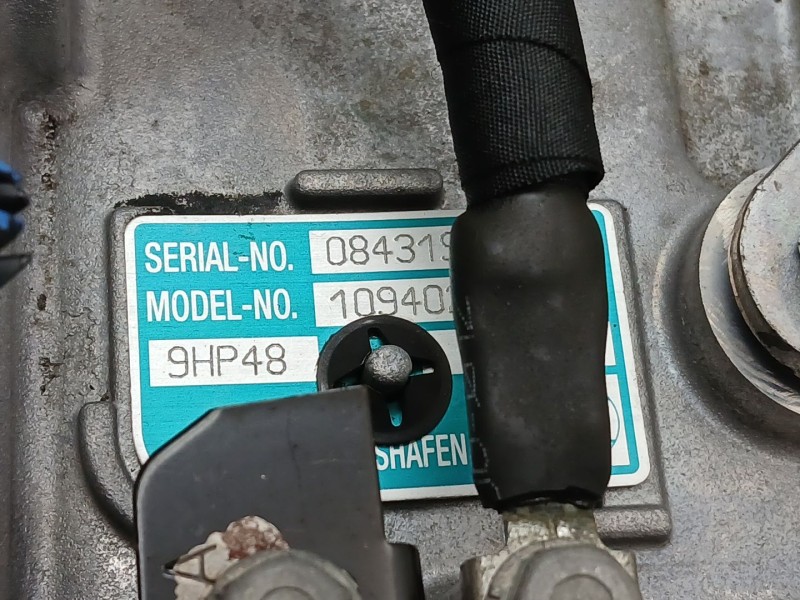 SERIAL-NO. 084319
MODEL-NO. 109402
9HP48
SHAFEN